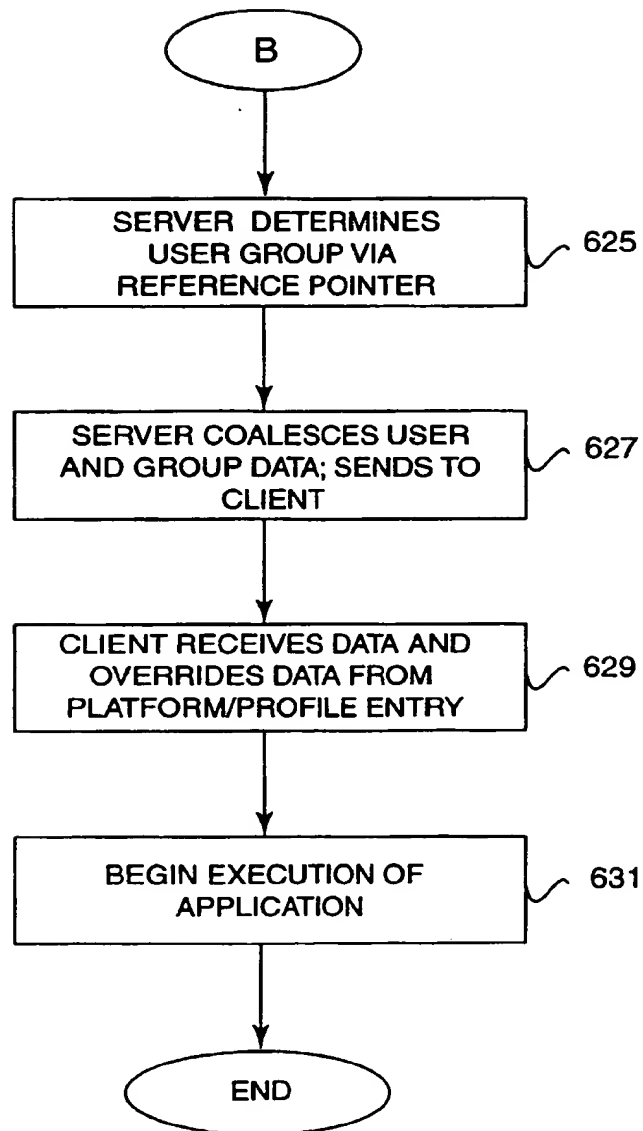 B
SERVER DETERMINES
USER GROUP VIA
REFERENCE POINTER
625
SERVER COALESCES USER
AND GROUP DATA; SENDS TO
CLIENT
627
CLIENT RECEIVES DATA AND
OVERRIDES DATA FROM
PLATFORM/PROFILE ENTRY
629
BEGIN EXECUTION OF
APPLICATION
631
END